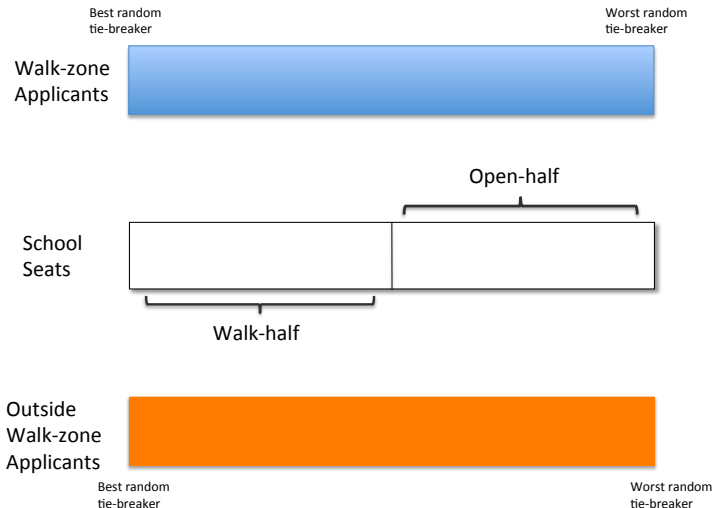 Best random
tie-breaker
Worst random
tie-breaker
Walk-zone
Applicants
Open-half
School
Seats
Walk-half
Outside
Walk-zone
Applicants
Best random
tie-breaker
Worst random
tie-breaker